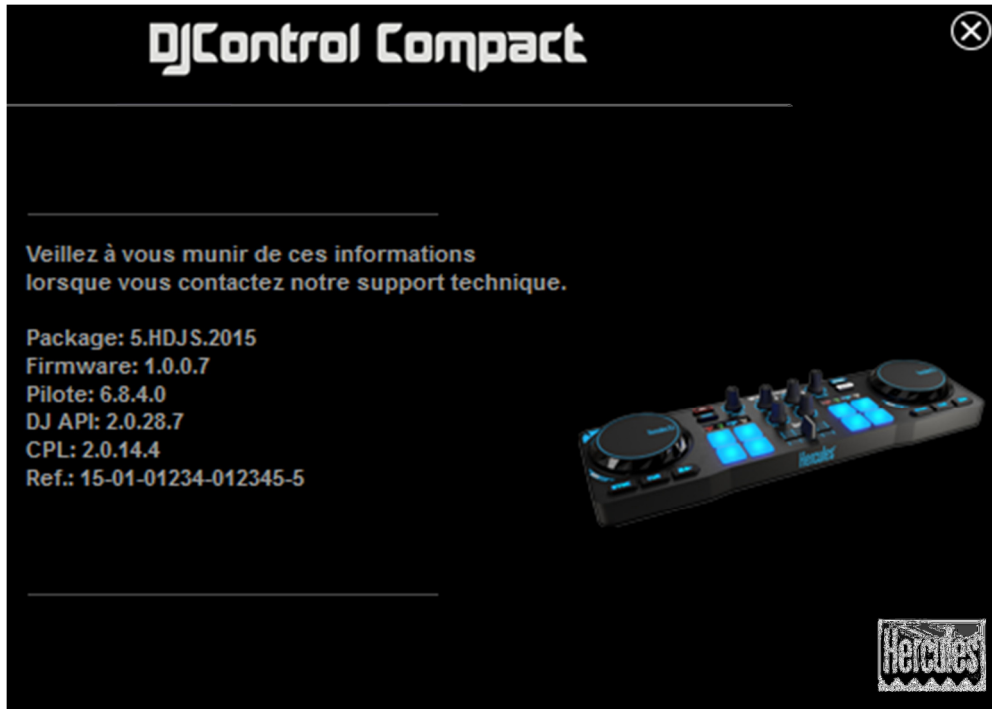 DJControl Compact
Veillez à vous munir de ces informations
lorsque vous contactez notre support technique.
Package: 5.HDJS.2015
Firmware: 1.0.0.7
Pilote: 6.8.4.0
DJ API: 2.0.28.7
CPL: 2.0.14.4
Ref.: 15-01-01234-012345-5
Hercules
Hercules